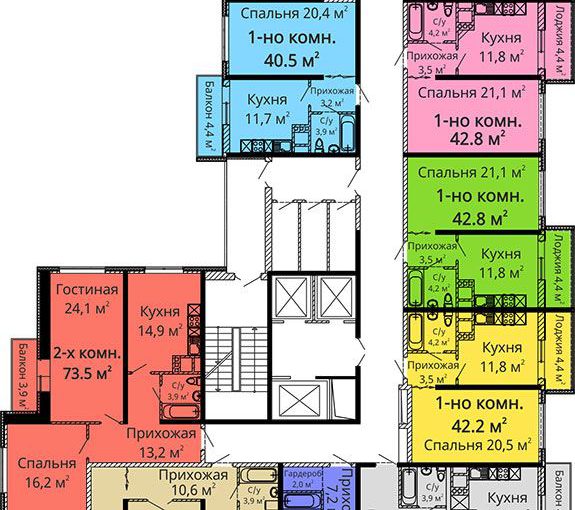 Спальня 20,4 м²
1-но комн.
40.5 м²
Балкон 4,4 м²
Кухня
11,7 м²
Прихожая
3,2 м²
С/у
3,9 м²
С/у
4,2 м²
Кухня
11,8 м²
Прихожая
3,5 м²
Лоджия 4,4 м²
Спальня 21,1 м²
1-но комн.
42.8 м²
Спальня 21,1 м²
1-но комн.
42.8 м²
Прихожая
3,5 м²
Кухня
11,8 м²
С/у
4,2 м²
Лоджия 4,4 м²
С/у
4,2 м²
Кухня
11,8 м²
Прихожая
3,5 м²
Лоджия 4,4 м²
1-но комн.
42.2 м²
Спальня 20,5 м²
Гостиная
24,1 м²
2-х комн.
73.5 м²
Балкон 3,9 м²
Кухня
14,9 м²
С/у
3,9 м²
Прихожая
13,2 м²
Спальня
16,2 м²
Прихожая
10,6 м²
С/у
3,9 м²
Гардероб
2,0 м²
Прихо
7,2
С/у
3,9 м²
Кухня
Балкон